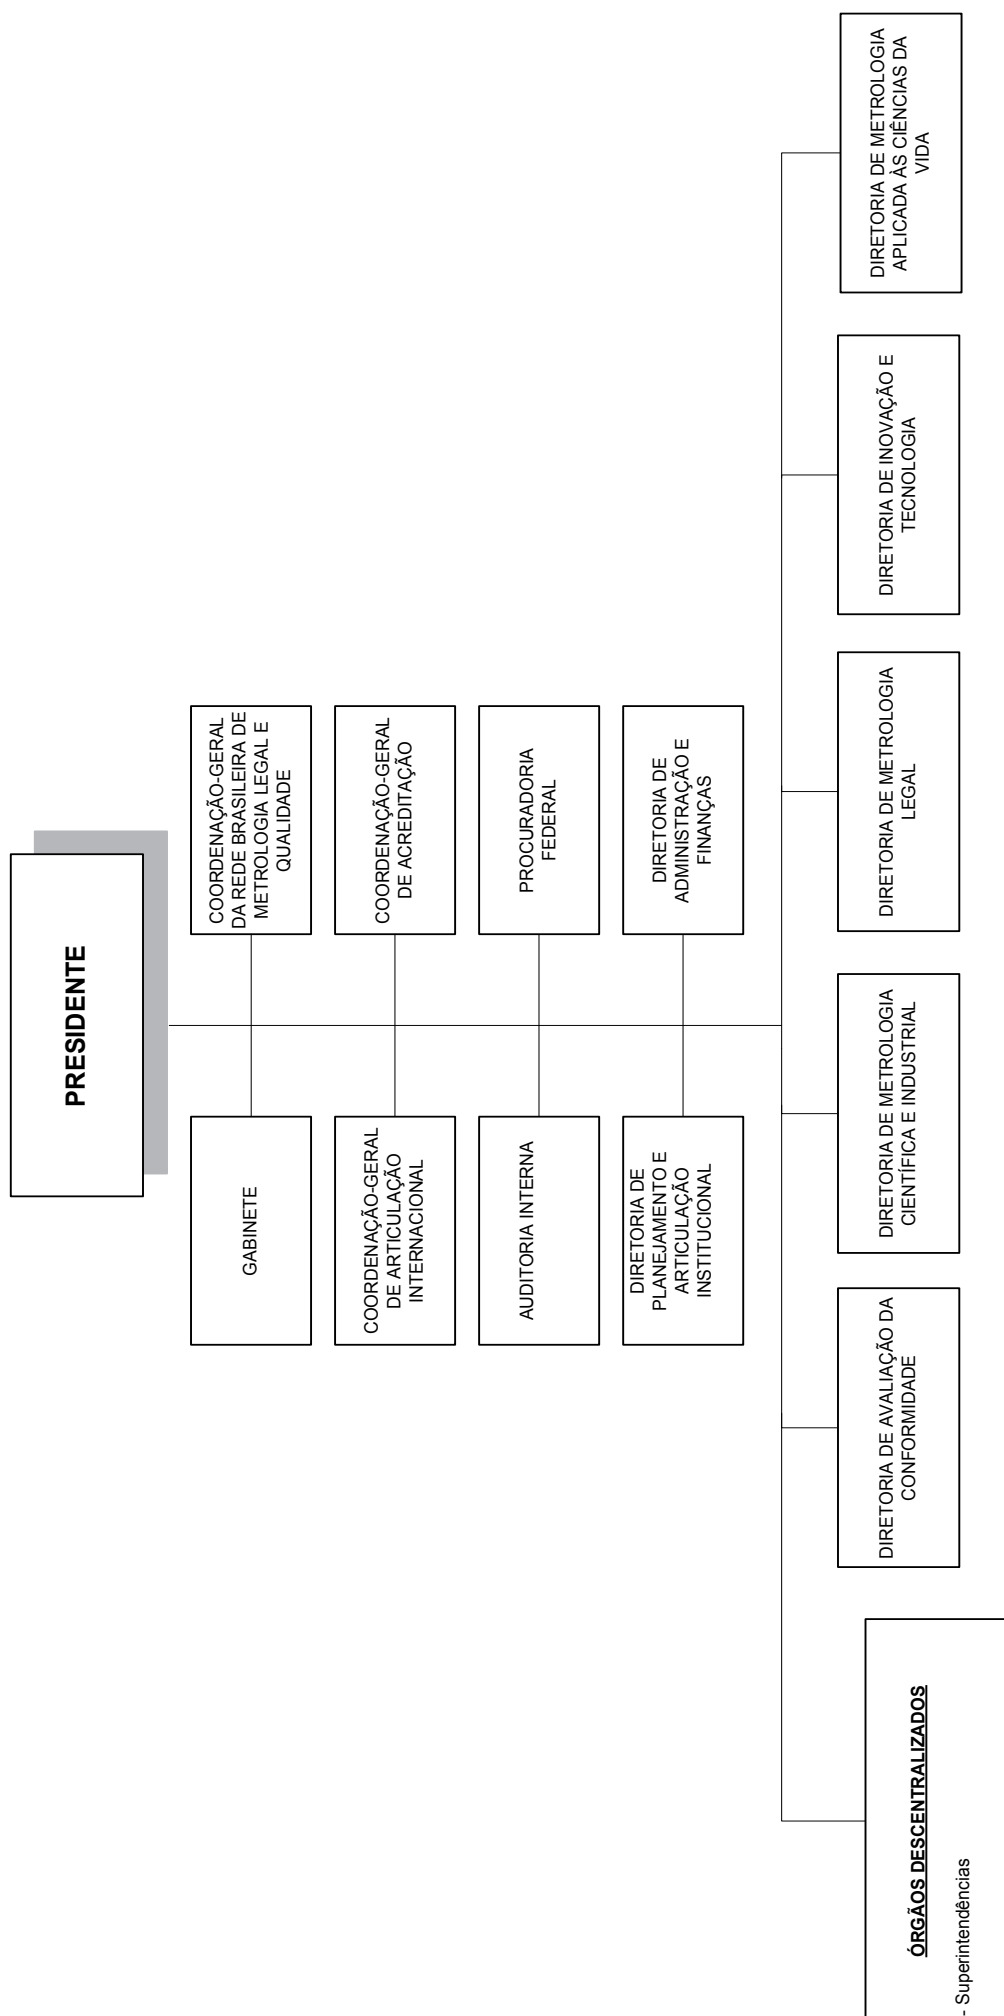 PRESIDENTE
GABINETE
COORDENAÇÃO-GERAL
DA REDE BRASILEIRA DE
METROLOGIA LEGAL E
QUALIDADE
COORDENAÇÃO-GERAL
DE ARTICULAÇÃO
INTERNACIONAL
COORDENAÇÃO-GERAL
DE ACREDITAÇÃO
AUDITORIA INTERNA
PROCURADORIA
FEDERAL
DIRETORIA DE
PLANEJAMENTO E
ARTICULAÇÃO
INSTITUCIONAL
DIRETORIA DE
ADMINISTRAÇÃO E
FINANÇAS
ÓRGÃOS DESCENTRALIZADOS
- Superintendências
DIRETORIA DE AVALIAÇÃO DA
CONFORMIDADE
DIRETORIA DE METROLOGIA
CIENTÍFICA E INDUSTRIAL
DIRETORIA DE METROLOGIA
LEGAL
DIRETORIA DE INOVAÇÃO E
TECNOLOGIA
DIRETORIA DE METROLOGIA
APLICADA ÀS CIÊNCIAS DA
VIDA